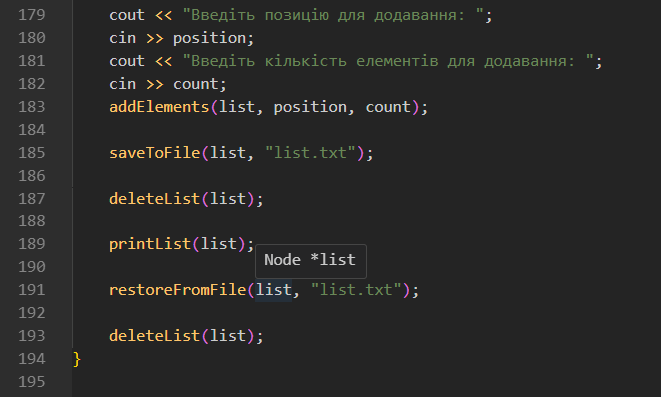 179 cout << "Введіть позицію для додавання: ";
180 cin >> position;
181 cout << "Введіть кількість елементів для додавання: ";
182 cin >> count;
183 addElements(list, position, count);
184
185 saveToFile(list, "list.txt");
186
187 deleteList(list);
188
189 printList(list);
190
Node *list
191 restoreFromFile(list, "list.txt");
192
193 deleteList(list);
194 }
195